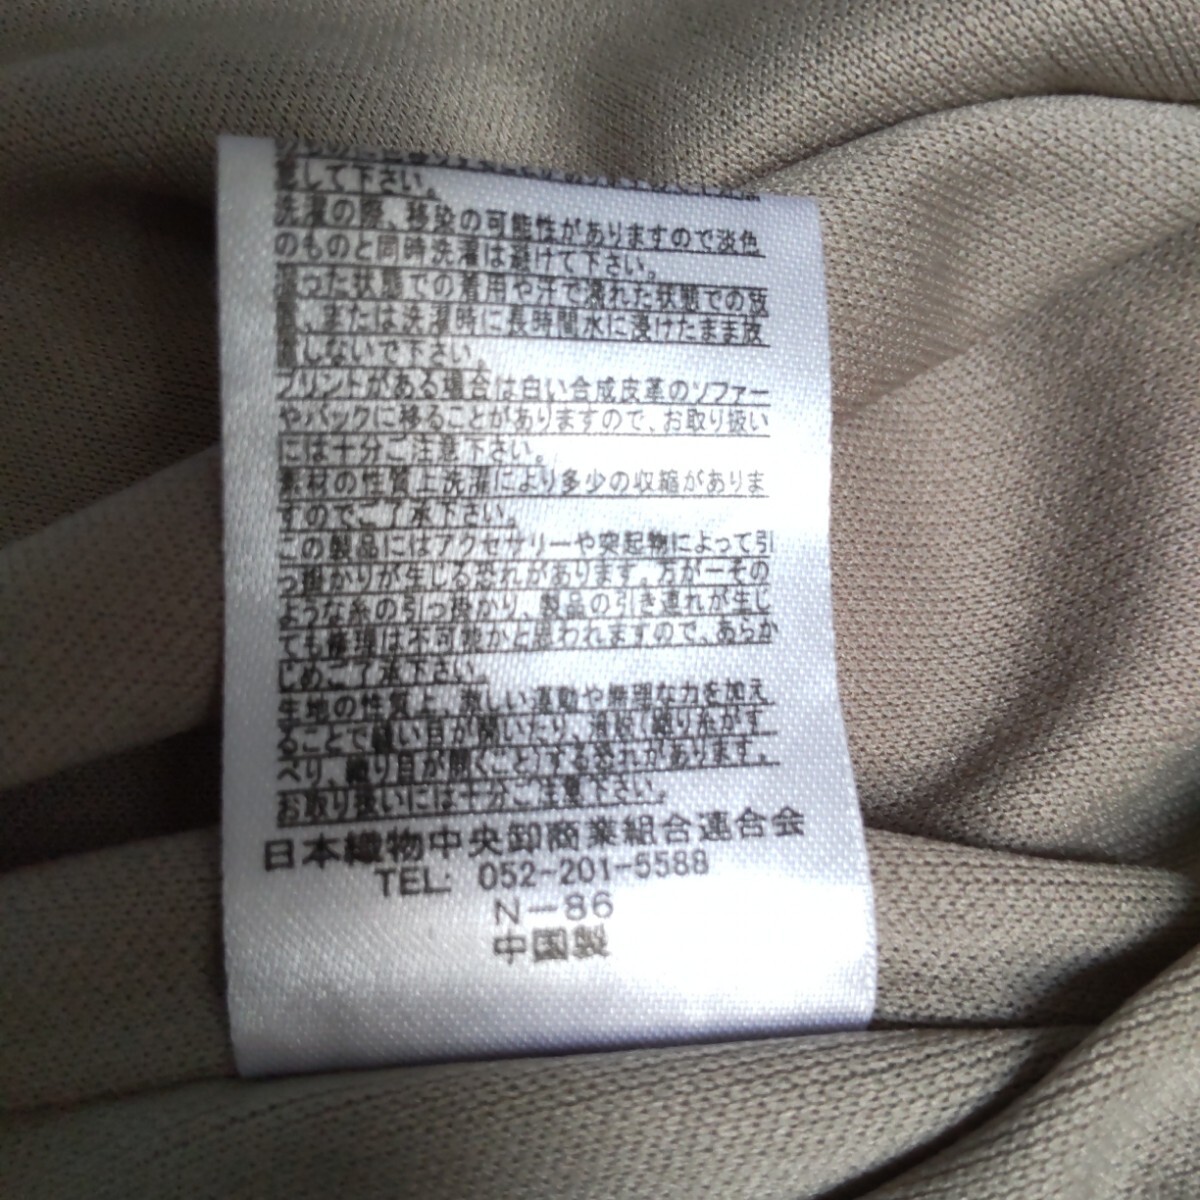 して下さい。
洗濯の際、移染の可能性がありますので淡色
のものと同時洗濯は避けて下さい。
湿った状態での着用や汗で濡れた状態での放
置、または洗濯時に長時間水に浸けたまま放
置しないで下さい。
プリントがある場合は白い合成皮革のソファー
やバックに移ることがありますので、お取り扱い
には十分ご注意下さい。
素材の性質上洗濯により多少の収縮がありま
すのでご了承下さい。
この製品にはアクセサリーや突起物によって引
っ掛かりが生じる恐れがあります。万が一その
ような糸の引っ掛かり、製品の引き連れが生じ
ても修理は不可能かと思われますので、あらか
じめご了承下さい。
生地の性質上、激しい運動や無理な力を加え
ることで縫い目が開いたり、滑脱(織り糸がす
べり、織り目が開くこと)する恐れがあります。
お取り扱いには十分ご注意下さい。
日本織物中央卸商業組合連合会
TEL: 052-201-5588
N-86
中国製